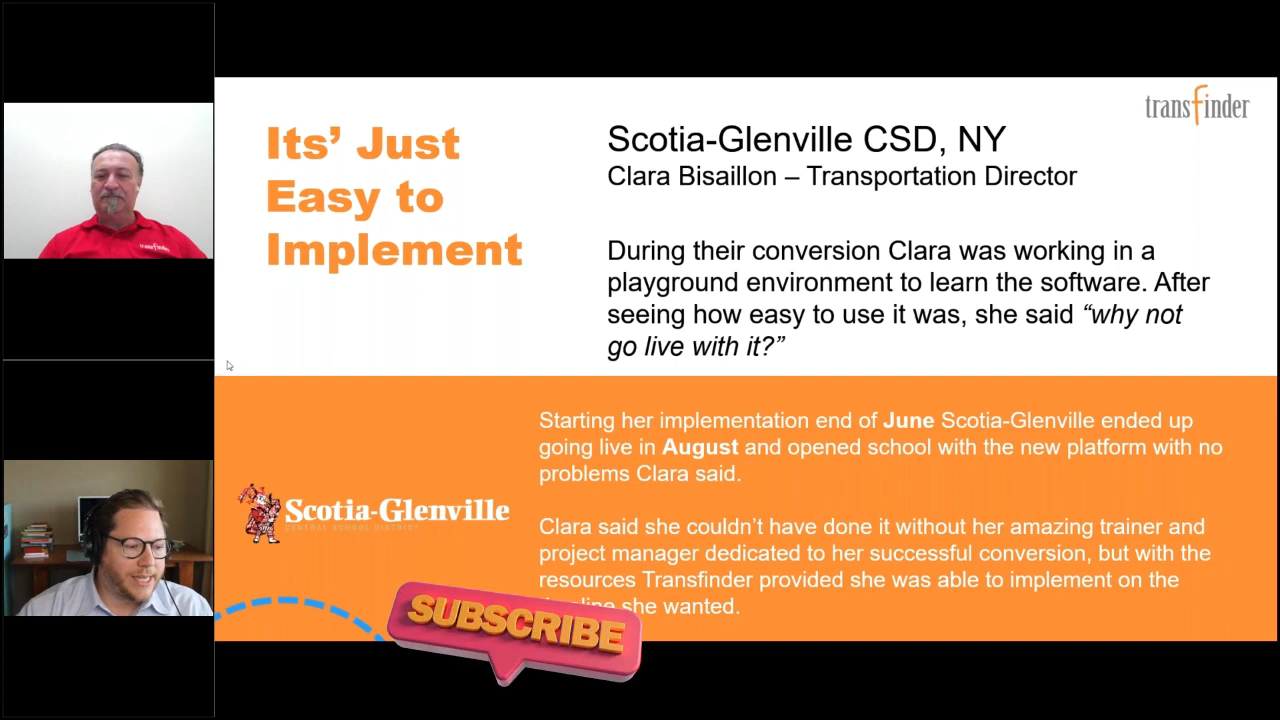 transfinder
Its’ Just
Easy to
Implement
Scotia-Glenville CSD, NY
Clara Bisaillon – Transportation Director
During their conversion Clara was working in a
playground environment to learn the software. After
seeing how easy to use it was, she said “why not
go live with it?”
transfinder
Starting her implementation end of June Scotia-Glenville ended up
going live in August and opened school with the new platform with no
problems Clara said.
Scotia-Glenville
CENTRAL SCHOOL DISTRICT
Clara said she couldn’t have done it without her amazing trainer and
project manager dedicated to her successful conversion, but with the
resources Transfinder provided she was able to implement on the
she wanted.
SUBSCRIBE